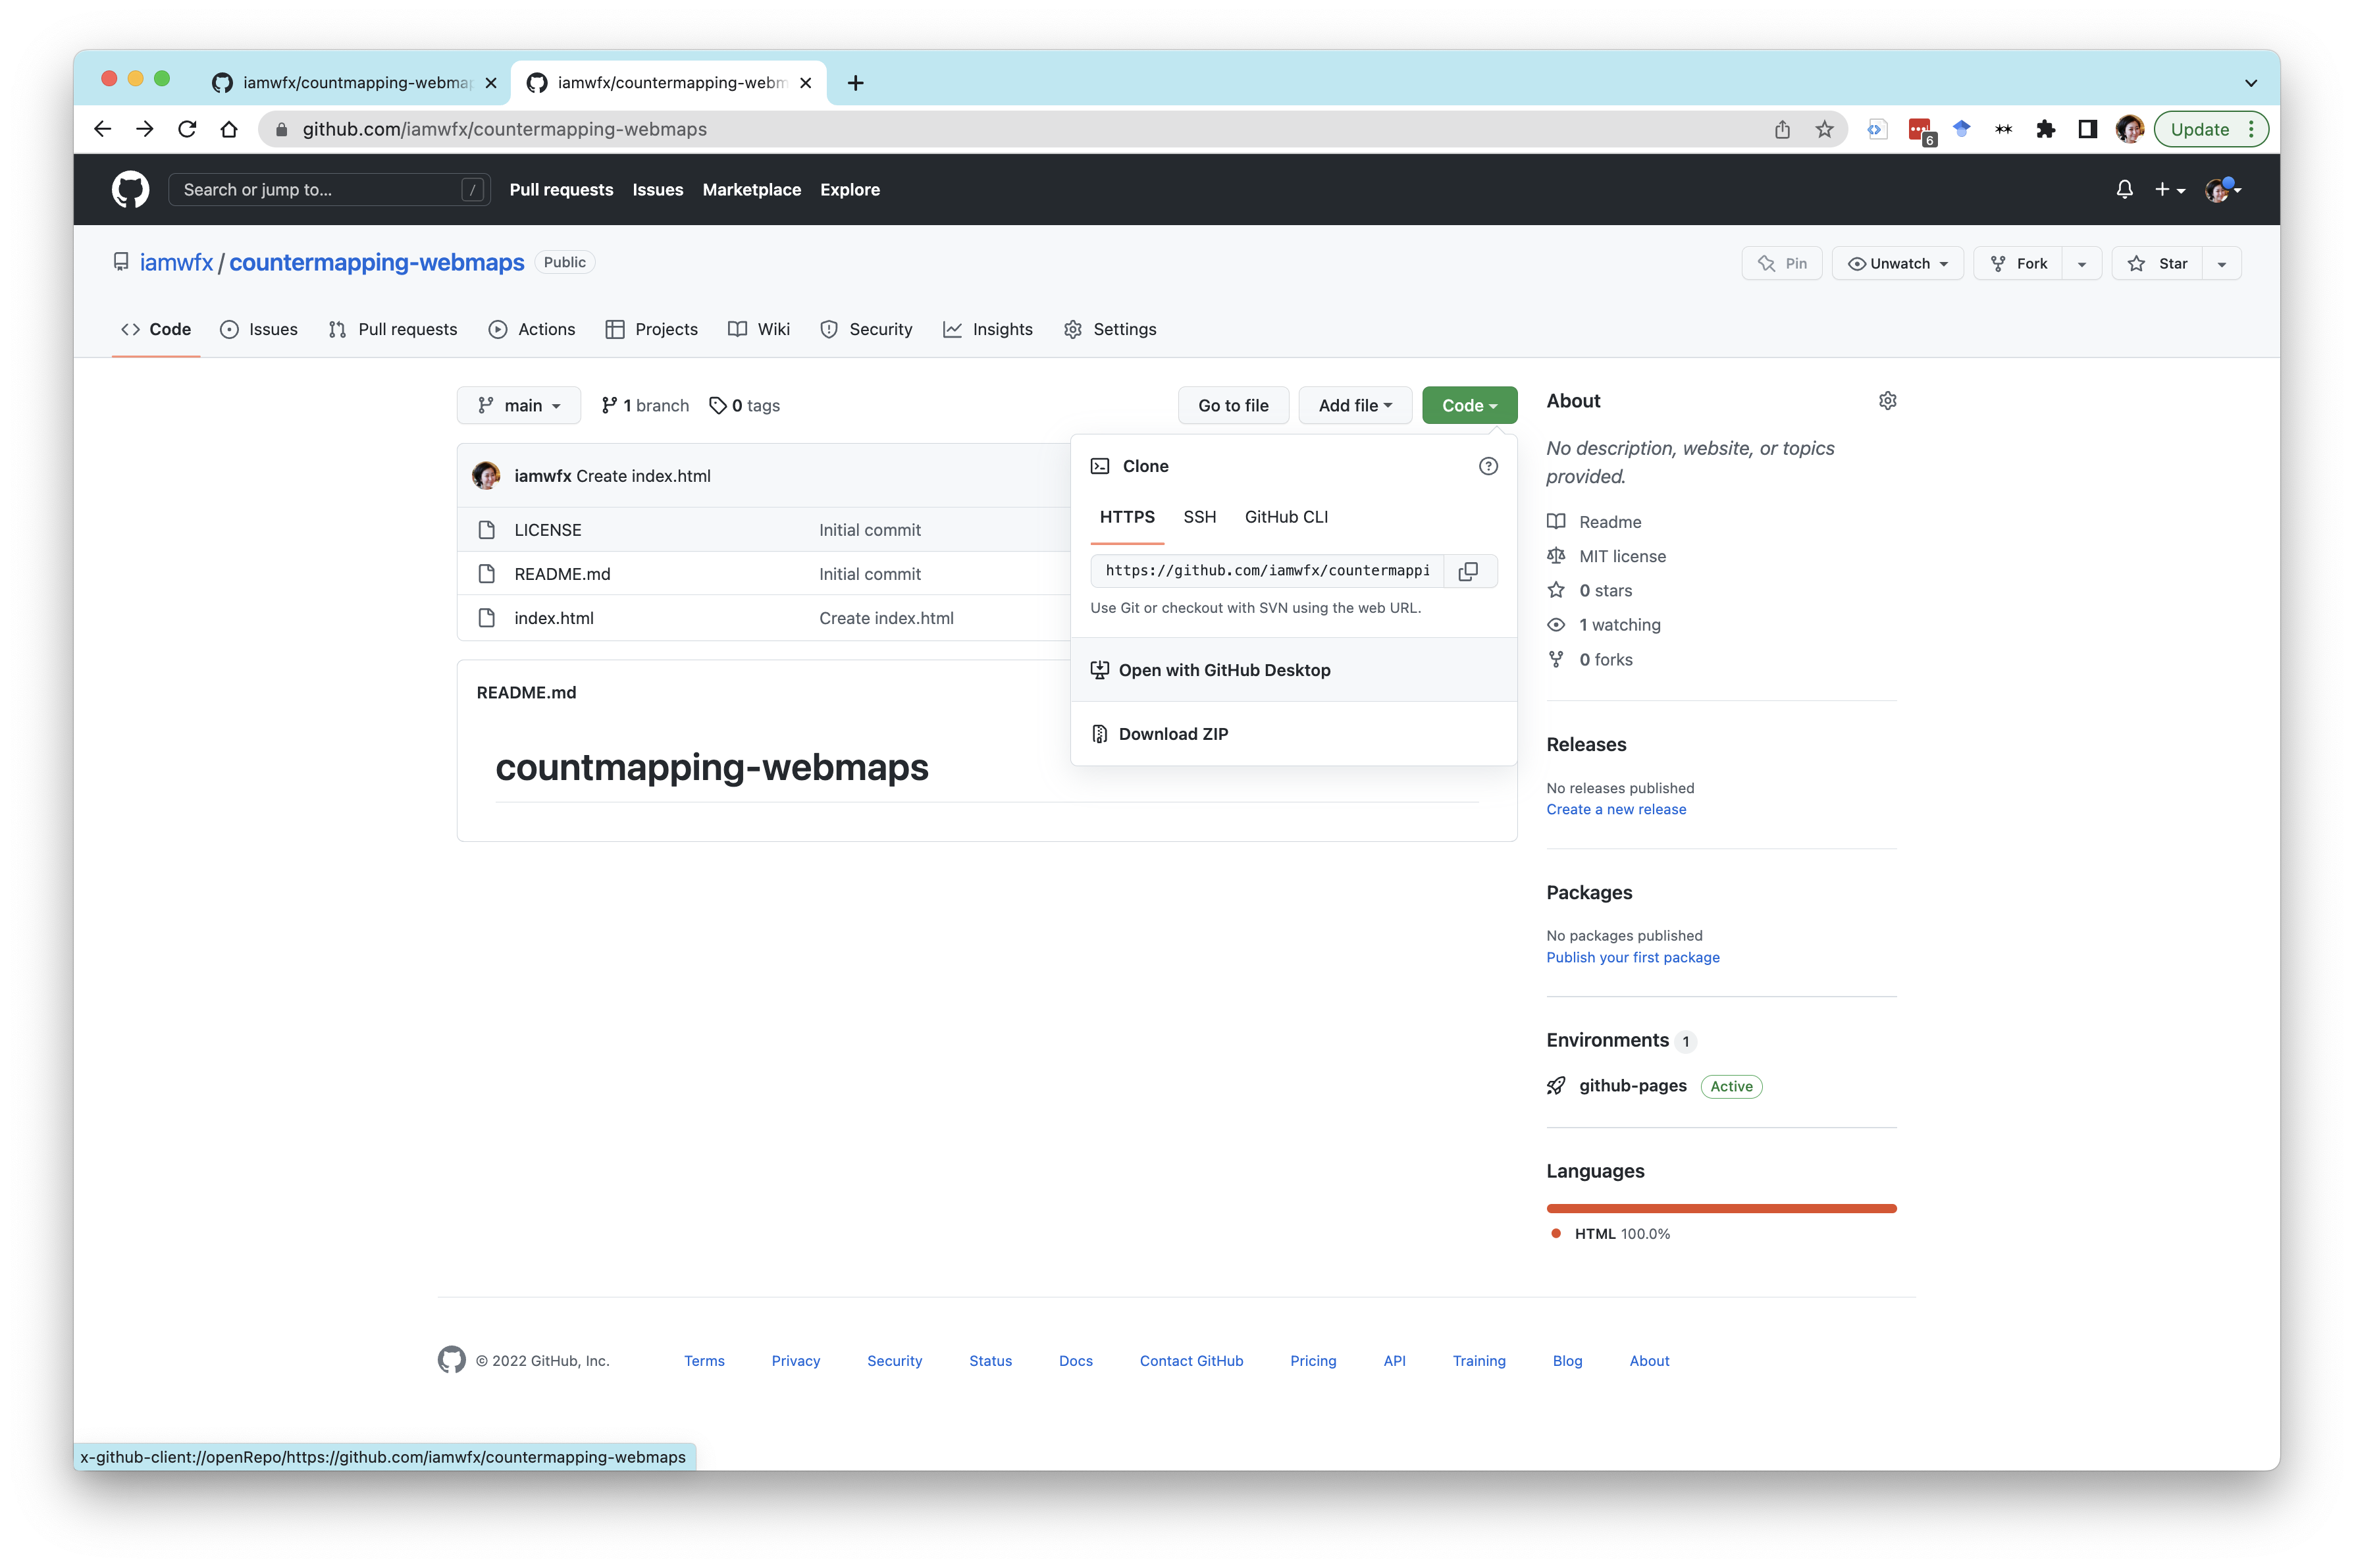 iamwfx/countmapping-webmap
iamwfx/countermapping-webm
github.com/iamwfx/countermapping-webmaps
6
Update
Search or jump to...
/
Pull requests
Issues
Marketplace
Explore
iamwfx / countermapping-webmaps
Public
Pin
Unwatch
Fork
Star
Code
Issues
Pull requests
Actions
Projects
Wiki
Security
Insights
Settings
main
1 branch
0 tags
Go to file
Add file
Code
iamwfx Create index.html
LICENSE
Initial commit
README.md
Initial commit
index.html
Create index.html
Clone
HTTPS
SSH
GitHub CLI
https://github.com/iamwfx/countermappi
Use Git or checkout with SVN using the web URL.
Open with GitHub Desktop
Download ZIP
README.md
countmapping-webmaps
About
No description, website, or topics
provided.
Readme
MIT license
0 stars
1 watching
0 forks
Releases
No releases published
Create a new release
Packages
No packages published
Publish your first package
Environments 1
github-pages
Active
Languages
HTML 100.0%
© 2022 GitHub, Inc.
Terms
Privacy
Security
Status
Docs
Contact GitHub
Pricing
API
Training
Blog
About
x-github-client://openRepo/https://github.com/iamwfx/countermapping-webmaps